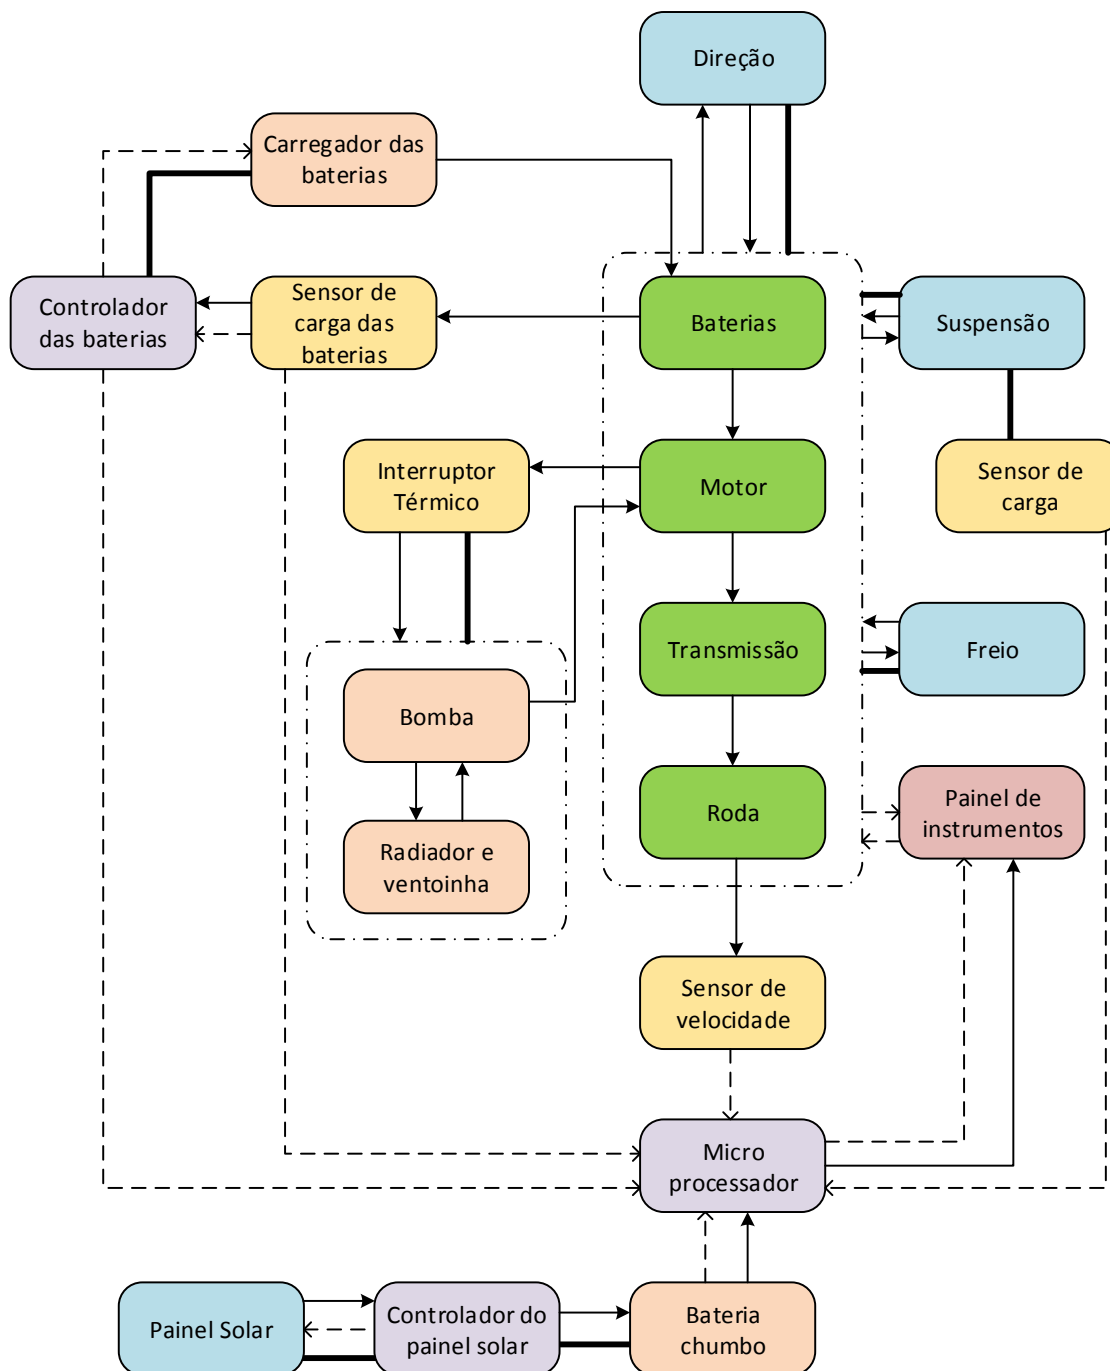 Direção
Carregador das
baterias
Controlador
das baterias
Sensor de
carga das
baterias
Baterias
Suspensão
Interruptor
Térmico
Motor
Sensor de
carga
Bomba
Transmissão
Freio
Radiador e
ventoinha
Roda
Painel de
instrumentos
Sensor de
velocidade
Micro
processador
Painel Solar
Controlador do
painel solar
Bateria
chumbo